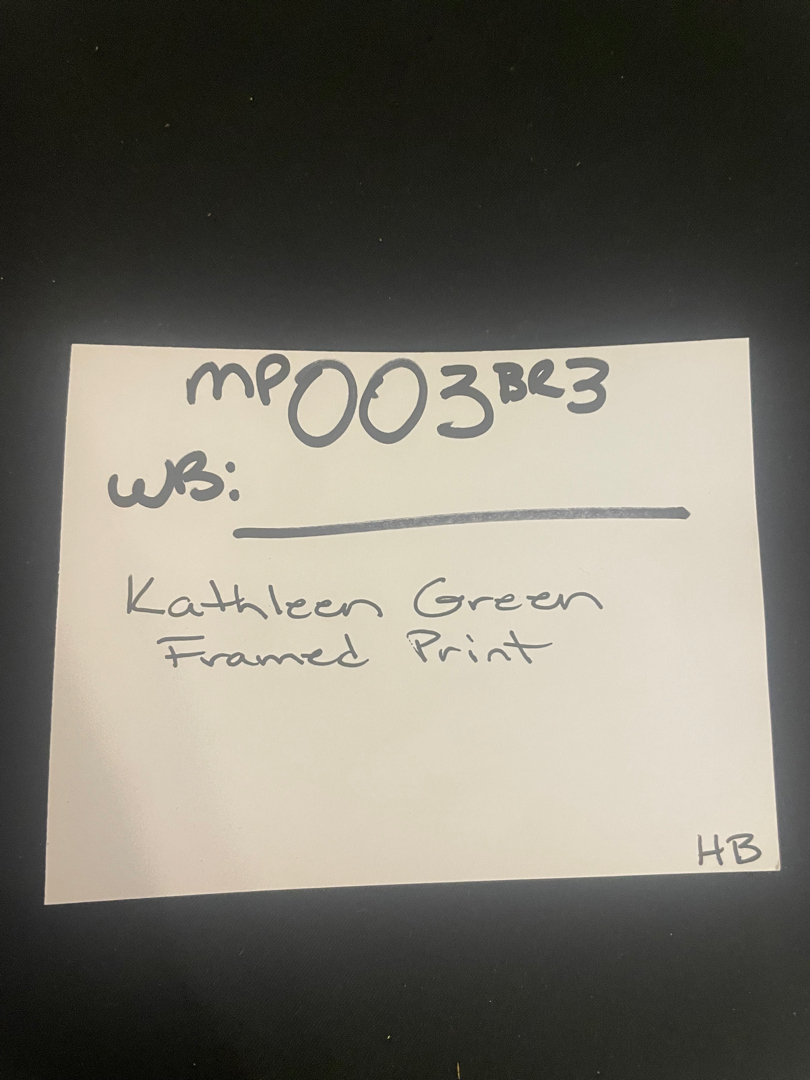 MP003BR3
WB:
Kathleen Green
Framed Print
HB